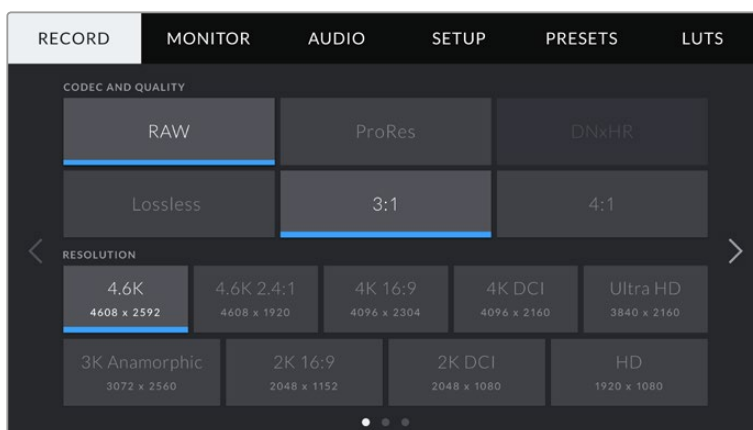 RECORD MONITOR AUDIO SETUP PRESETS LUTS
CODEC AND QUALITY
RAW ProRes DNxHR
Lossless 3:1 4:1
RESOLUTION
4.6K 4.6K 2.4:1 4K 16:9 4K DCI Ultra HD
4608 x 2592 4608 x 1920 4096 x 2304 4096 x 2160 3840 x 2160
3K Anamorphic 2K 16:9 2K DCI HD
3072 x 2560 2048 x 1152 2048 x 1080 1920 x 1080